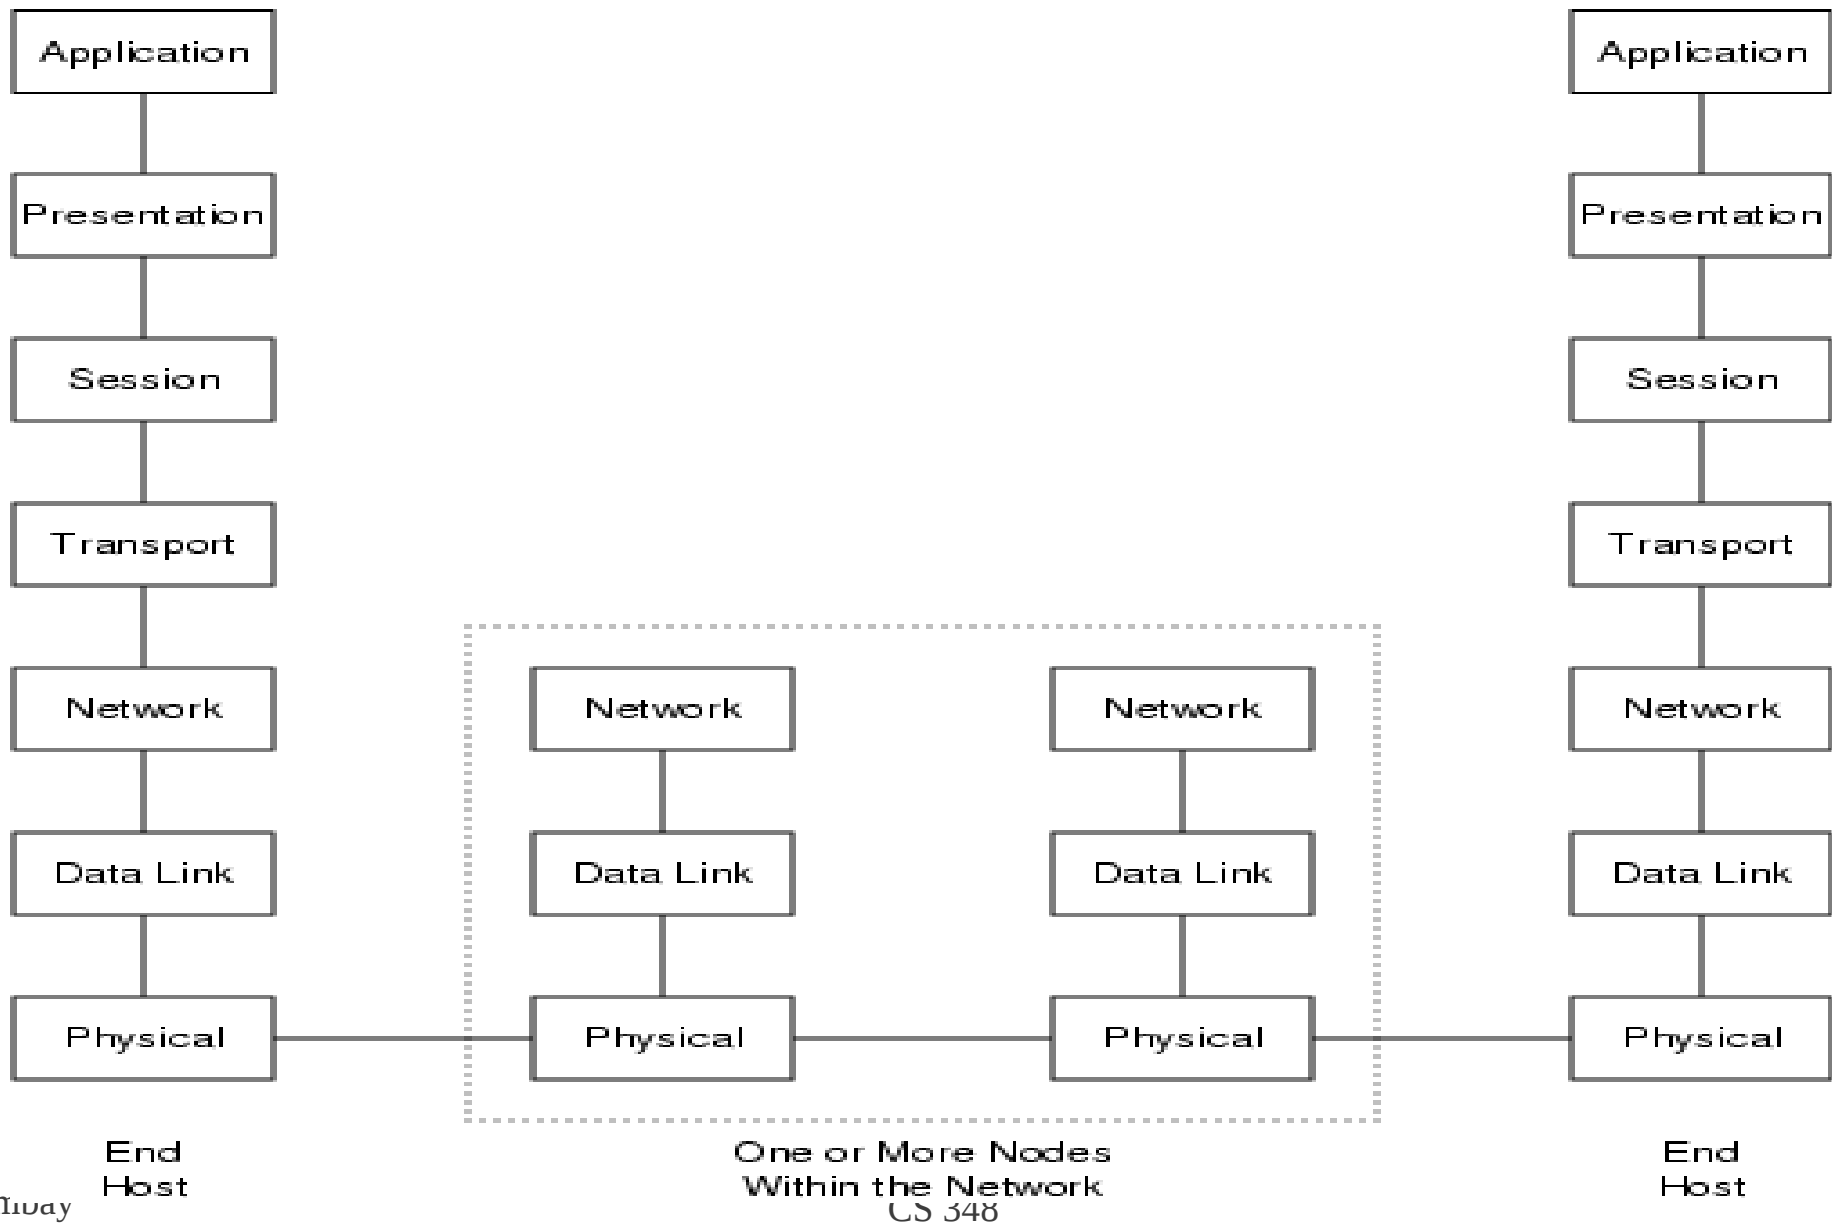 Application
Application
Presentation
Presentation
Session
Session
Transport
Transport
Network
Network
Network
Network
Data Link
Data Link
Data Link
Data Link
Physical
Physical
Physical
Physical
End
Host
One or More Nodes
Within the Network
End
Host
CS 348